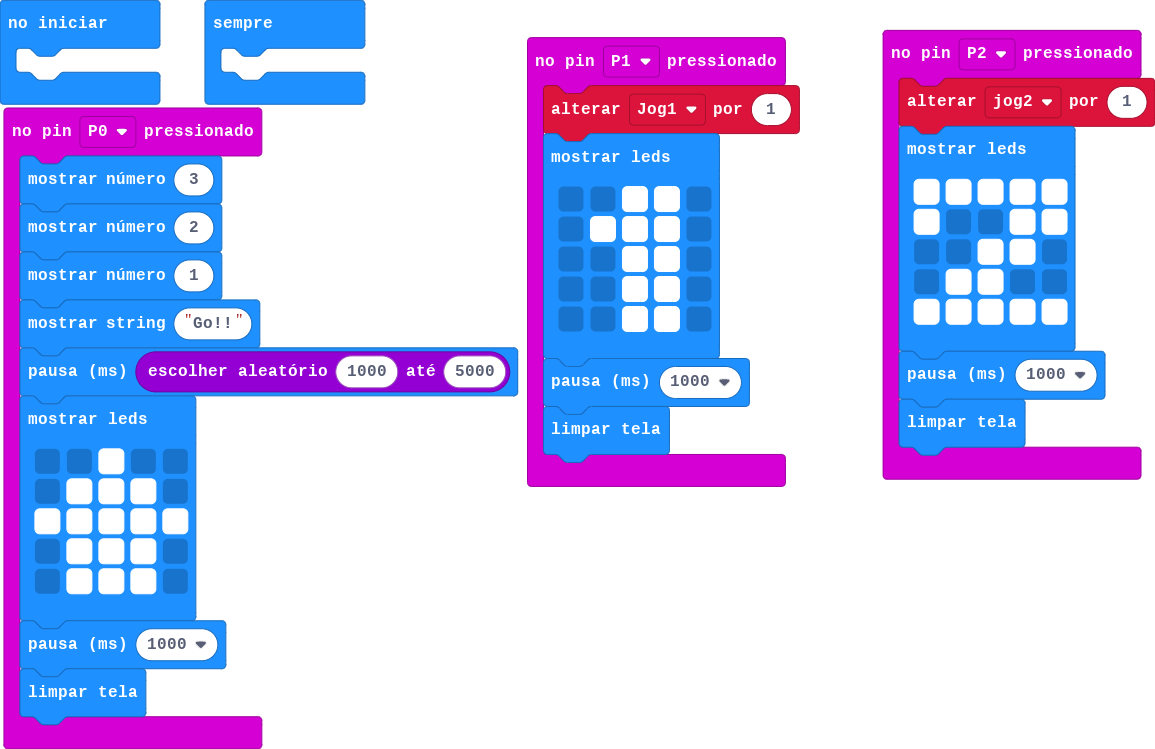 no iniciar
sempre
no pin P0 pressionado
mostrar número 3
mostrar número 2
mostrar número 1
mostrar string "Go!!"
pausa (ms) escolher aleatório 1000 até 5000
mostrar leds
pausa (ms) 1000
limpar tela
no pin P1 pressionado
alterar Jog1 por 1
mostrar leds
pausa (ms) 1000
limpar tela
no pin P2 pressionado
alterar jog2 por 1
mostrar leds
pausa (ms) 1000
limpar tela